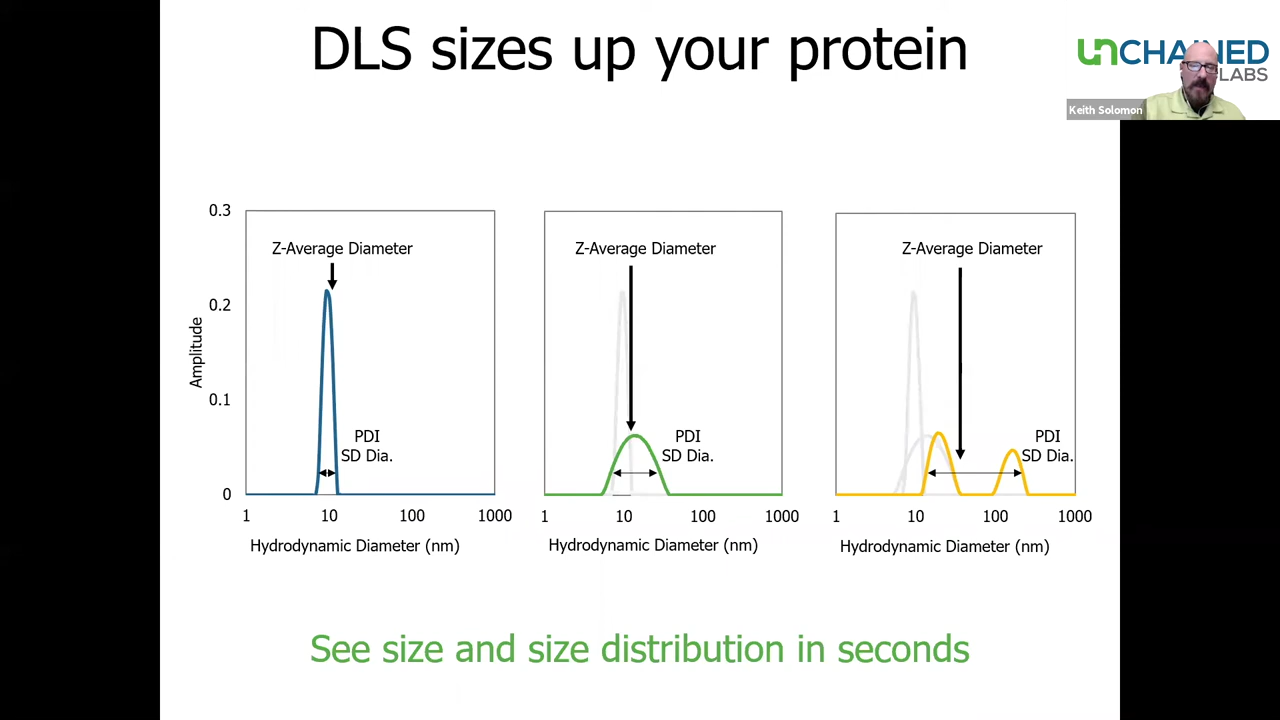 DLS sizes up your protein
UNCHAINED
LABS
Keith Solomon
0.3
0.2
0.1
0
Amplitude
Z-Average Diameter
PDI
SD Dia.
1 10 100 1000
Hydrodynamic Diameter (nm)
Z-Average Diameter
PDI
SD Dia.
1 10 100 1000
Hydrodynamic Diameter (nm)
Z-Average Diameter
PDI
SD Dia.
1 10 100 1000
Hydrodynamic Diameter (nm)
See size and size distribution in seconds